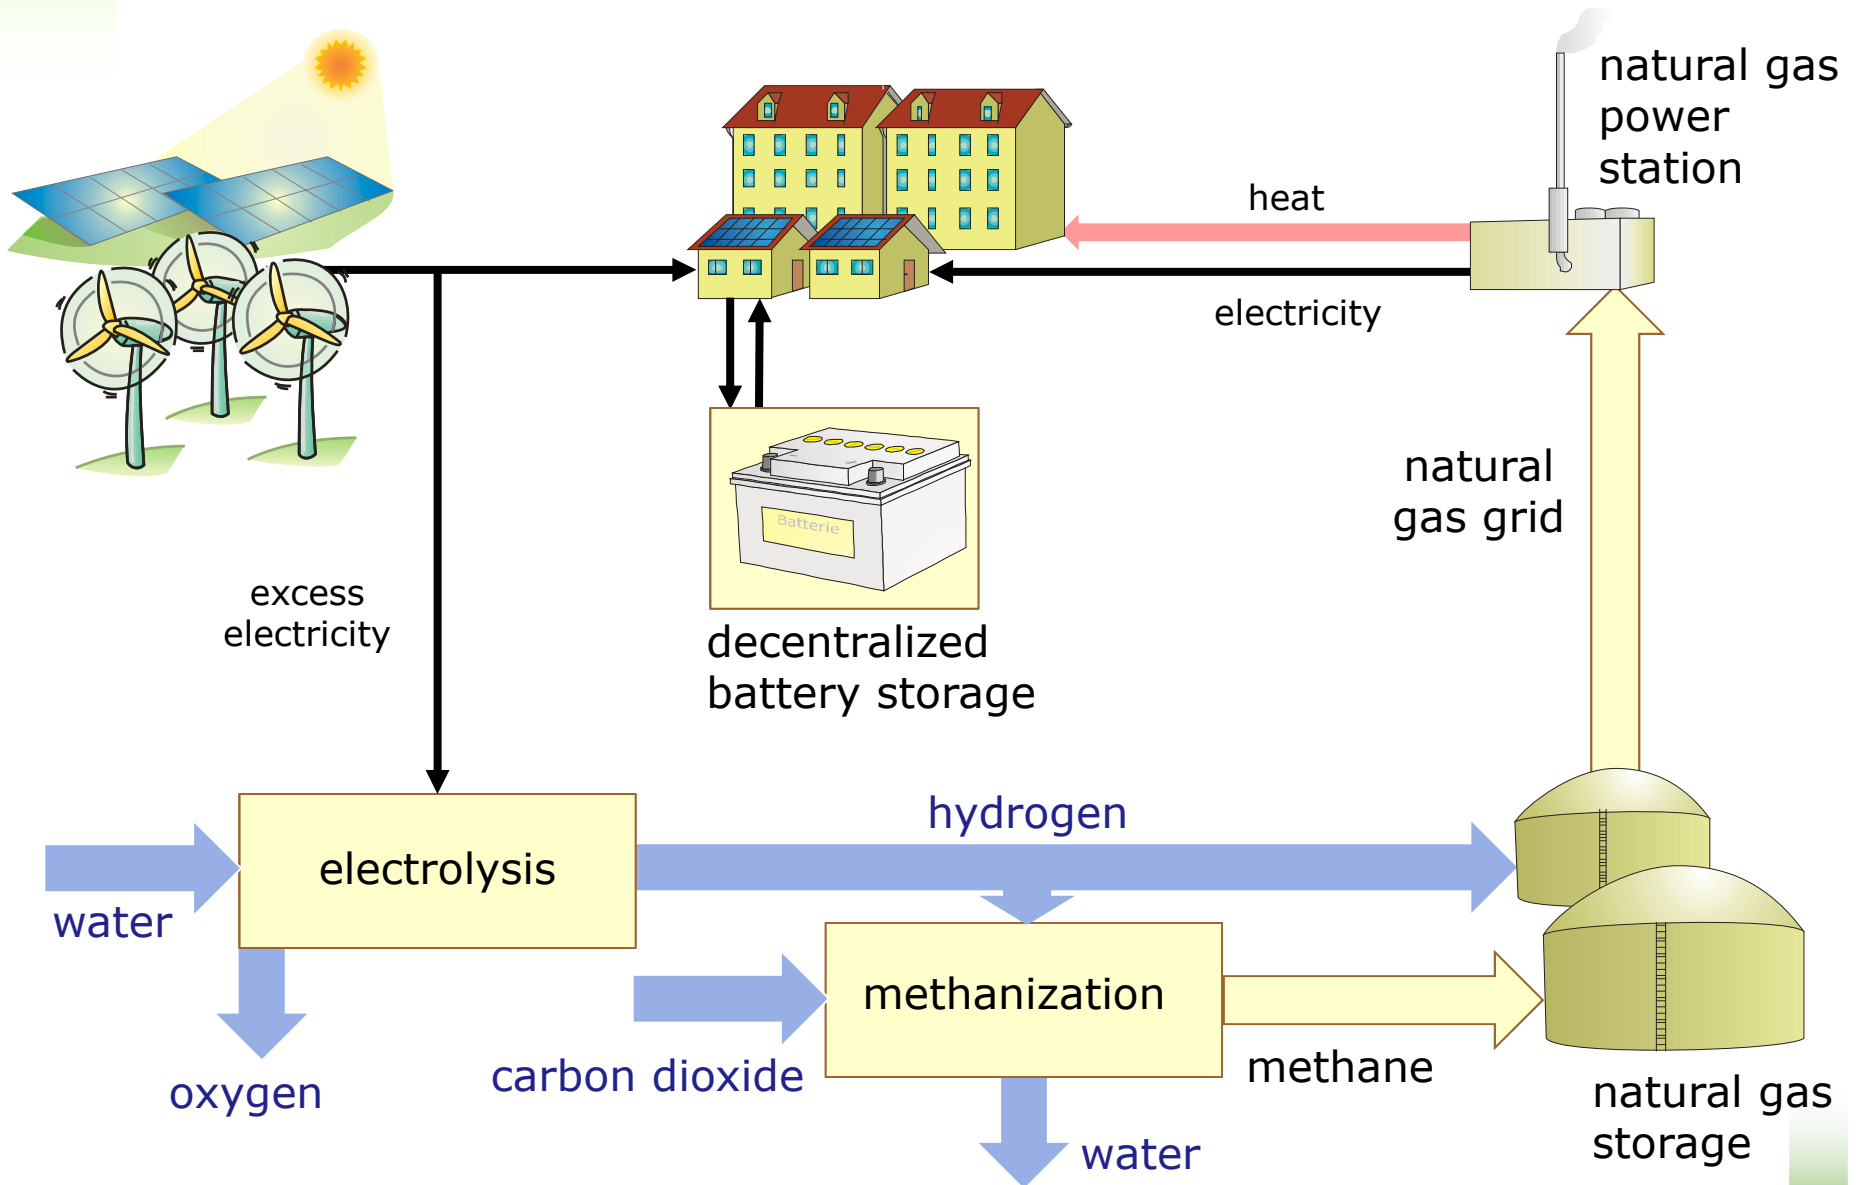 natural gas
power
station
heat
electricity
natural
gas grid
Batterie
excess
electricity
decentralized
battery storage
hydrogen
electrolysis
water
methanization
carbon dioxide
methane
oxygen
natural gas
storage
water